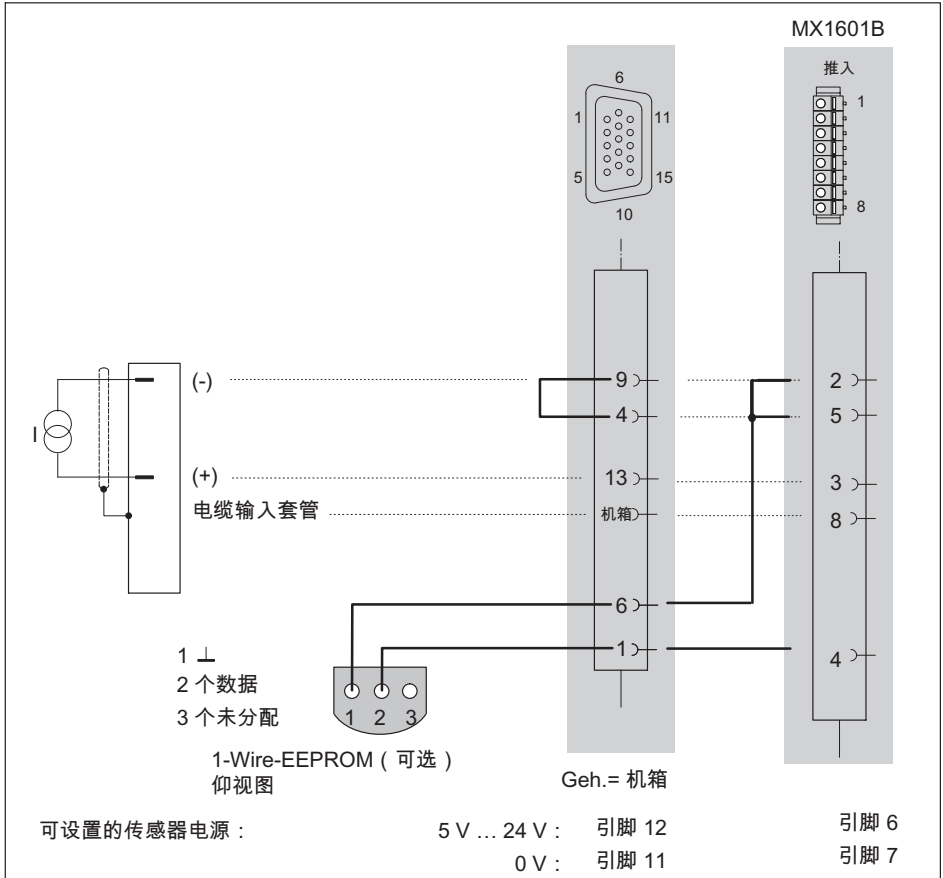 MX1601B
推入
6
1
11
5
15
10
1
8
(-)
9
2
4
5
I
(+)
13
3
电缆输入套管
机箱
8
6
1
4
1 ⊥
2 个数据
3 个未分配
1 2 3
1-Wire-EEPROM ( 可选 )
仰视图
Geh.= 机箱
可设置的传感器电源 : 5 V … 24 V : 引脚 12 引脚 6
0 V : 引脚 11 引脚 7